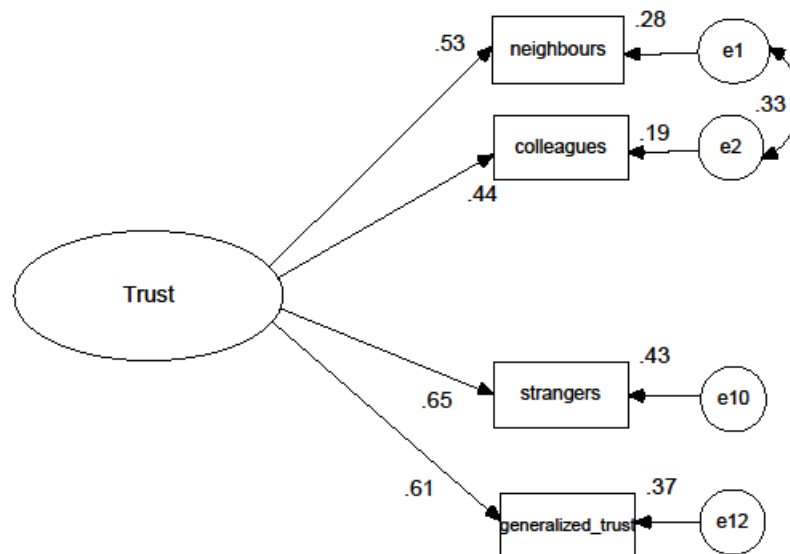 .28
.53
neighbours
e1
.33
.19
colleagues
e2
.44
Trust
.43
strangers
e10
.65
.61
.37
generalized_trust
e12